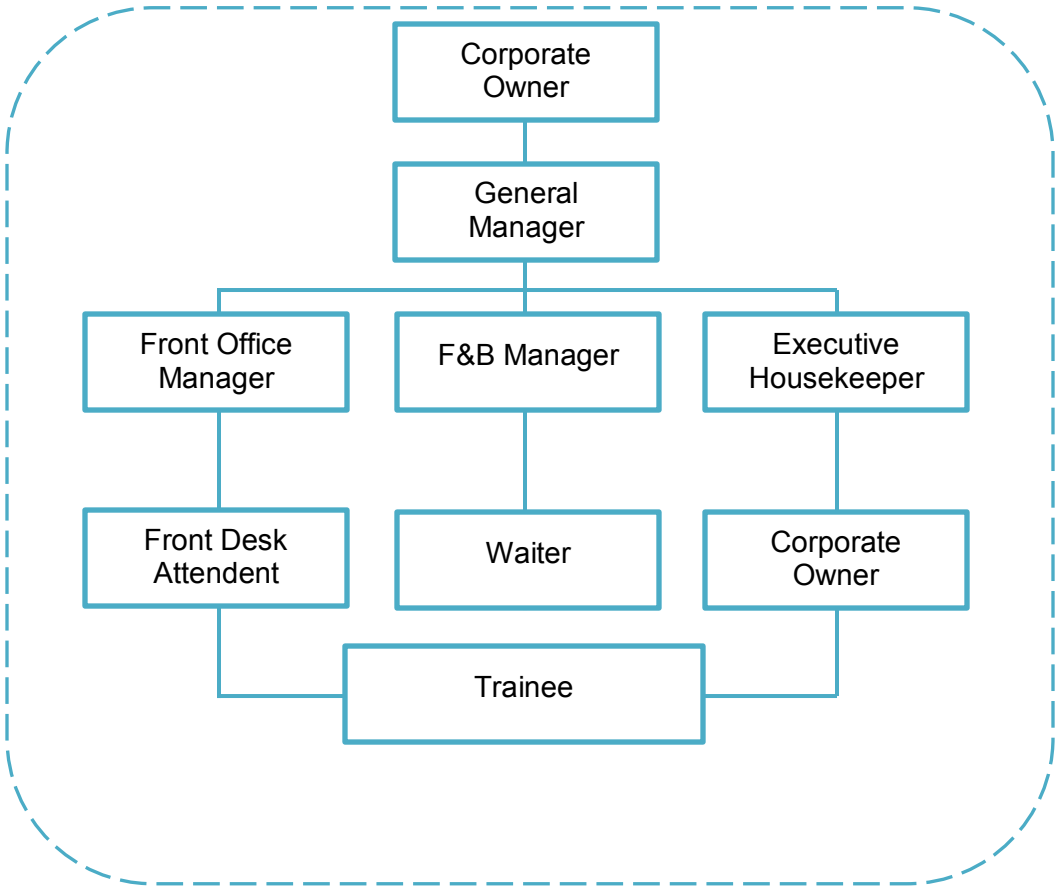 Corporate
Owner
General
Manager
Front Office
Manager
F&B Manager
Executive
Housekeeper
Front Desk
Attendent
Waiter
Corporate
Owner
Trainee